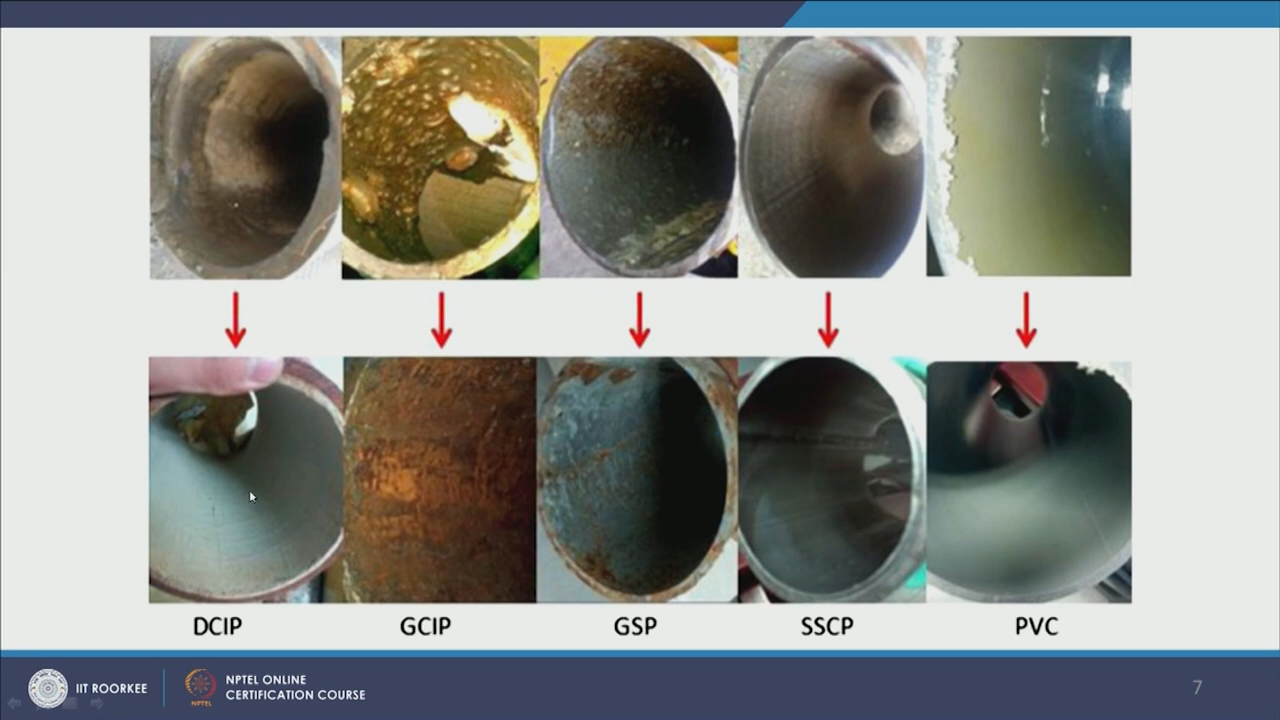 DCIP
GCIP
GSP
SSCP
PVC
IIT ROORKEE
NPTEL
NPTEL ONLINE
CERTIFICATION COURSE
7